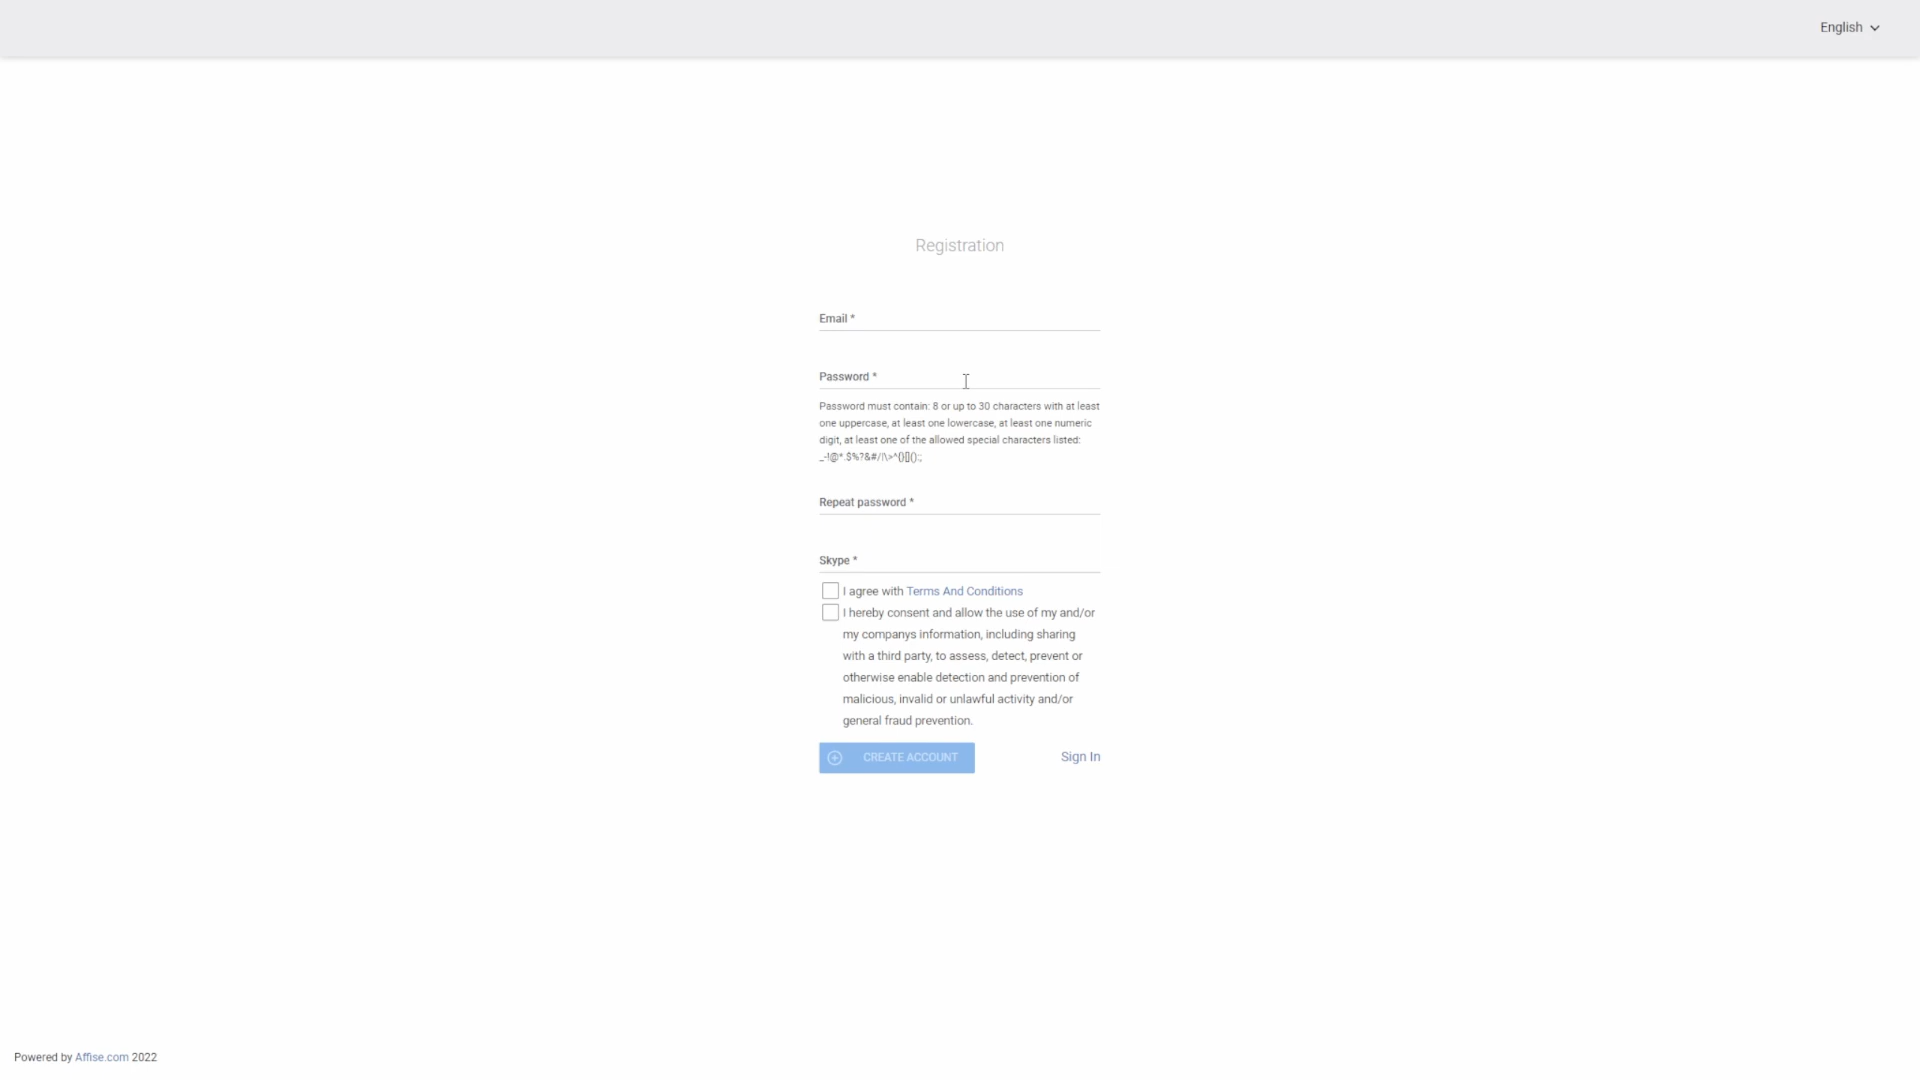 English
Registration
Email *
Password *
Password must contain: 8 or up to 30 characters with at least
one uppercase, at least one lowercase, at least one numeric
digit, at least one of the allowed special characters listed:
_-!@*.$%?&#/|\>^{}[]():;
Repeat password *
Skype *
I agree with Terms And Conditions
I hereby consent and allow the use of my and/or
my companys information, including sharing
with a third party, to assess, detect, prevent or
otherwise enable detection and prevention of
malicious, invalid or unlawful activity and/or
general fraud prevention.
CREATE ACCOUNT Sign In
Powered by Affise.com 2022